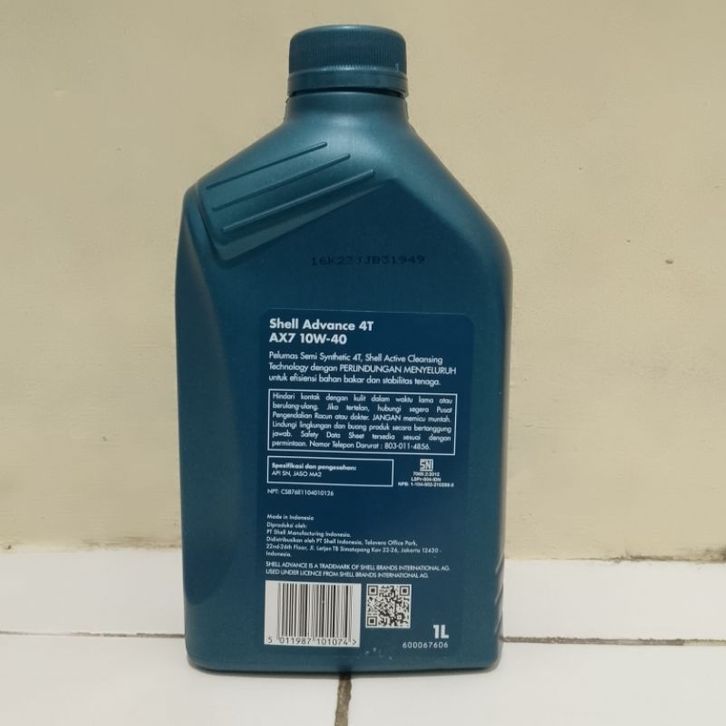 16K23JJB31949
Shell Advance 4T
AX7 10W-40
Pelumas Semi Synthetic 4T, Shell Active Cleansing
Technology dengan PERLINDUNGAN MENYELURUH
untuk efisiensi bahan bakar dan stabilitas tenaga.
Hindari kontak dengan kulit dalam waktu lama atau
berulang-ulang. Jika tertelan, hubungi segera Pusat
Pengendalian Racun atau dokter. JANGAN memicu muntah.
Lindungi lingkungan dan buang produk secara bertanggung
jawab. Safety Data Sheet tersedia sesuai dengan
permintaan. Nomor Telepon Darurat : 803-011-4856.
Spesifikasi dan pengesahan:
API SN, JASO MA2
SNI
7069.2:2012
NPT: CS876E1104010126
Made in Indonesia
Diproduksi oleh:
PT Shell Manufacturing Indonesia.
Didistribusikan oleh PT Shell Indonesia, Talavera Office Park,
22nd-26th Floor, Jl. Letjen TB Simatupang Kav 22-26, Jakarta 12430 -
Indonesia.
SHELL ADVANCE IS A TRADEMARK OF SHELL BRANDS INTERNATIONAL AG.
USED UNDER LICENCE FROM SHELL BRANDS INTERNATIONAL AG.
5 011987 101074 >
1L
600067606